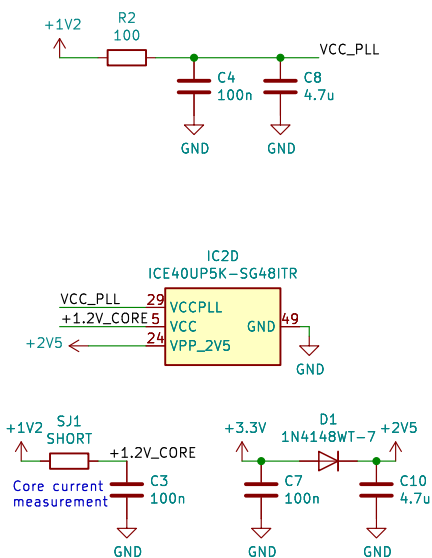 +1V2
R2
100
VCC_PLL
C4
100n
C8
4.7u
GND
GND
IC2D
ICE40UP5K-SG48ITR
VCC_PLL
29
VCCPLL
+1.2V_CORE
5
VCC
GND
49
+2V5
24
VPP_2V5
GND
+1V2
SJ1
SHORT
+1.2V_CORE
Core current
measurement
C3
100n
GND
+3.3V
D1
1N4148WT-7
+2V5
C7
100n
C10
4.7u
GND
GND